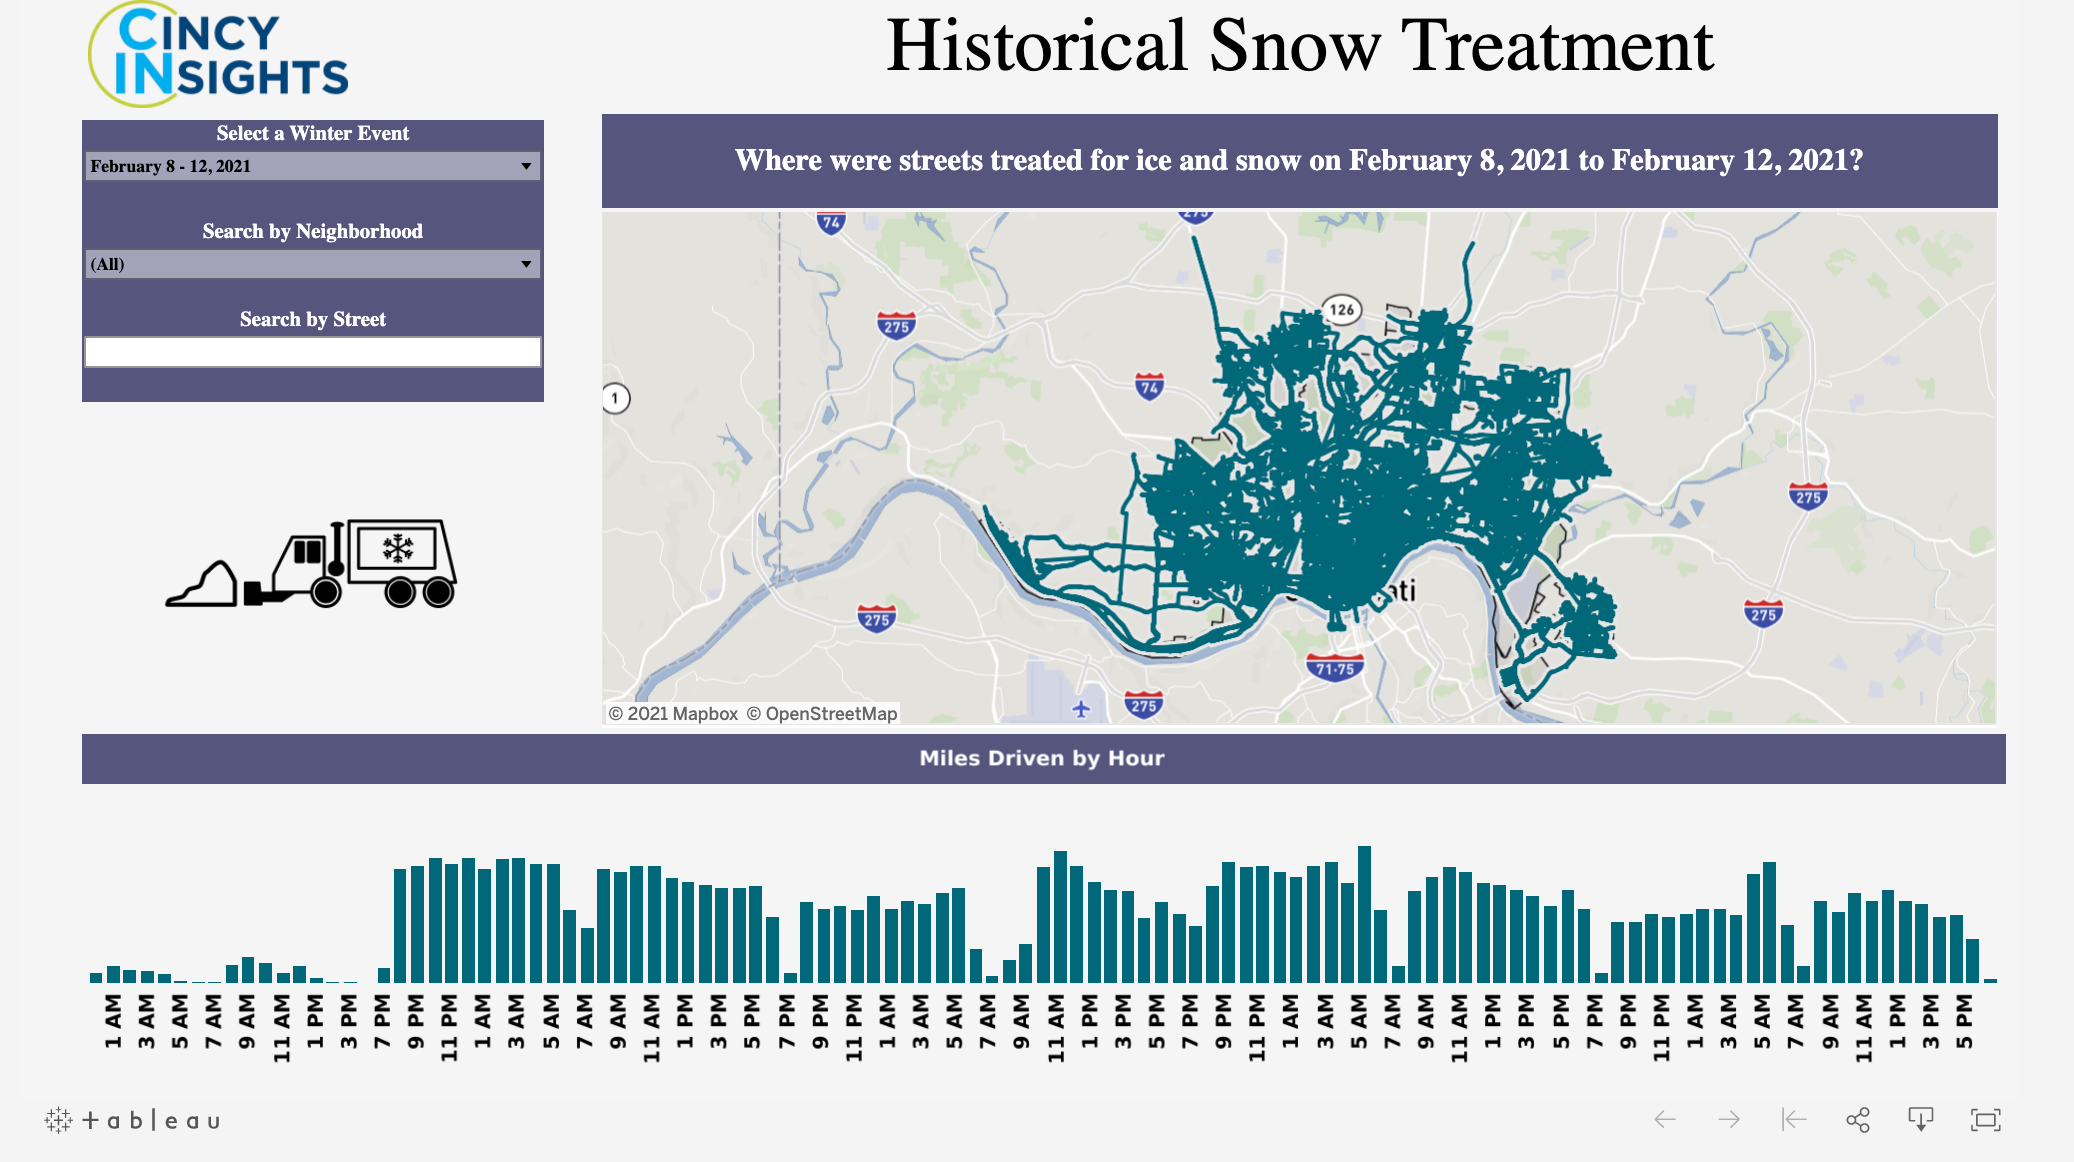 CINCY
INSIGHTS
Historical Snow Treatment
Select a Winter Event
February 8 - 12, 2021
Search by Neighborhood
(All)
Search by Street
Where were streets treated for ice and snow on February 8, 2021 to February 12, 2021?
74
275
126
275
74
1
275
275
275
ati
71-75
275
© 2021 Mapbox © OpenStreetMap
Miles Driven by Hour
1 AM 3 AM 5 AM 7 AM 9 AM 11 AM 1 PM 3 PM 7 PM 9 PM 11 PM 1 AM 3 AM 5 AM 7 AM 9 AM 11 AM 1 PM 3 PM 5 PM 7 PM 9 PM 11 PM 1 AM 3 AM 5 AM 7 AM 9 AM 11 AM 1 PM 3 PM 5 PM 7 PM 9 PM 11 PM 1 AM 3 AM 5 AM 7 AM 9 AM 11 AM 1 PM 3 PM 5 PM 7 PM 9 PM 11 PM 1 AM 3 AM 5 AM 7 AM 9 AM 11 AM 1 PM 3 PM 5 PM
+ableau